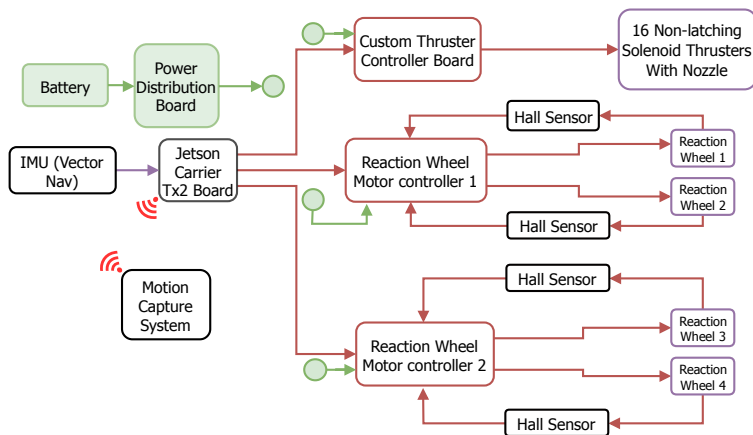 Battery
Power
Distribution
Board
Custom Thruster
Controller Board
16 Non-latching
Solenoid Thrusters
With Nozzle
IMU (Vector
Nav)
Jetson
Carrier
Tx2 Board
Reaction Wheel
Motor controller 1
Hall Sensor
Reaction
Wheel 1
Reaction
Wheel 2
Hall Sensor
Motion
Capture
System
Reaction Wheel
Motor controller 2
Hall Sensor
Reaction
Wheel 3
Reaction
Wheel 4
Hall Sensor